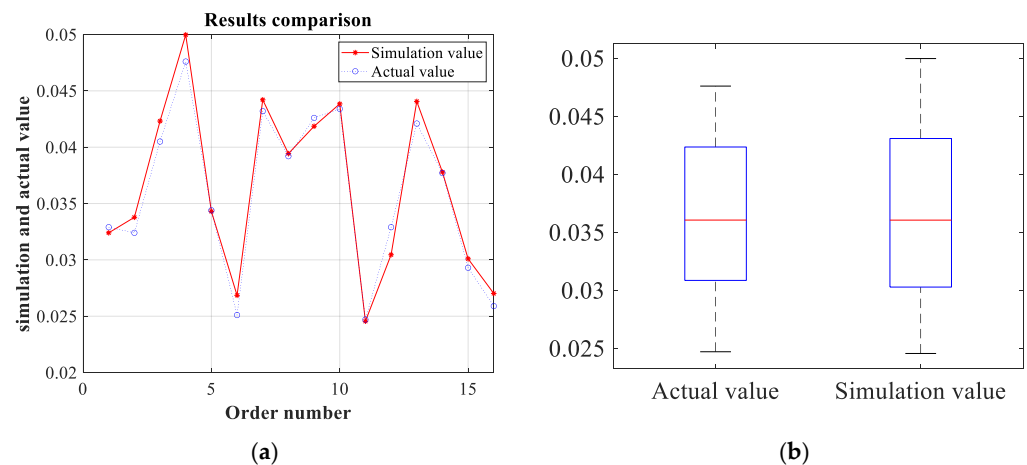 Results comparison
simulation and actual value
0.05
0.045
0.04
0.035
0.03
0.025
0.02
0
5
10
15
Order number
Simulation value
Actual value
(a)
0.05
0.045
0.04
0.035
0.03
0.025
Actual value
Simulation value
(b)